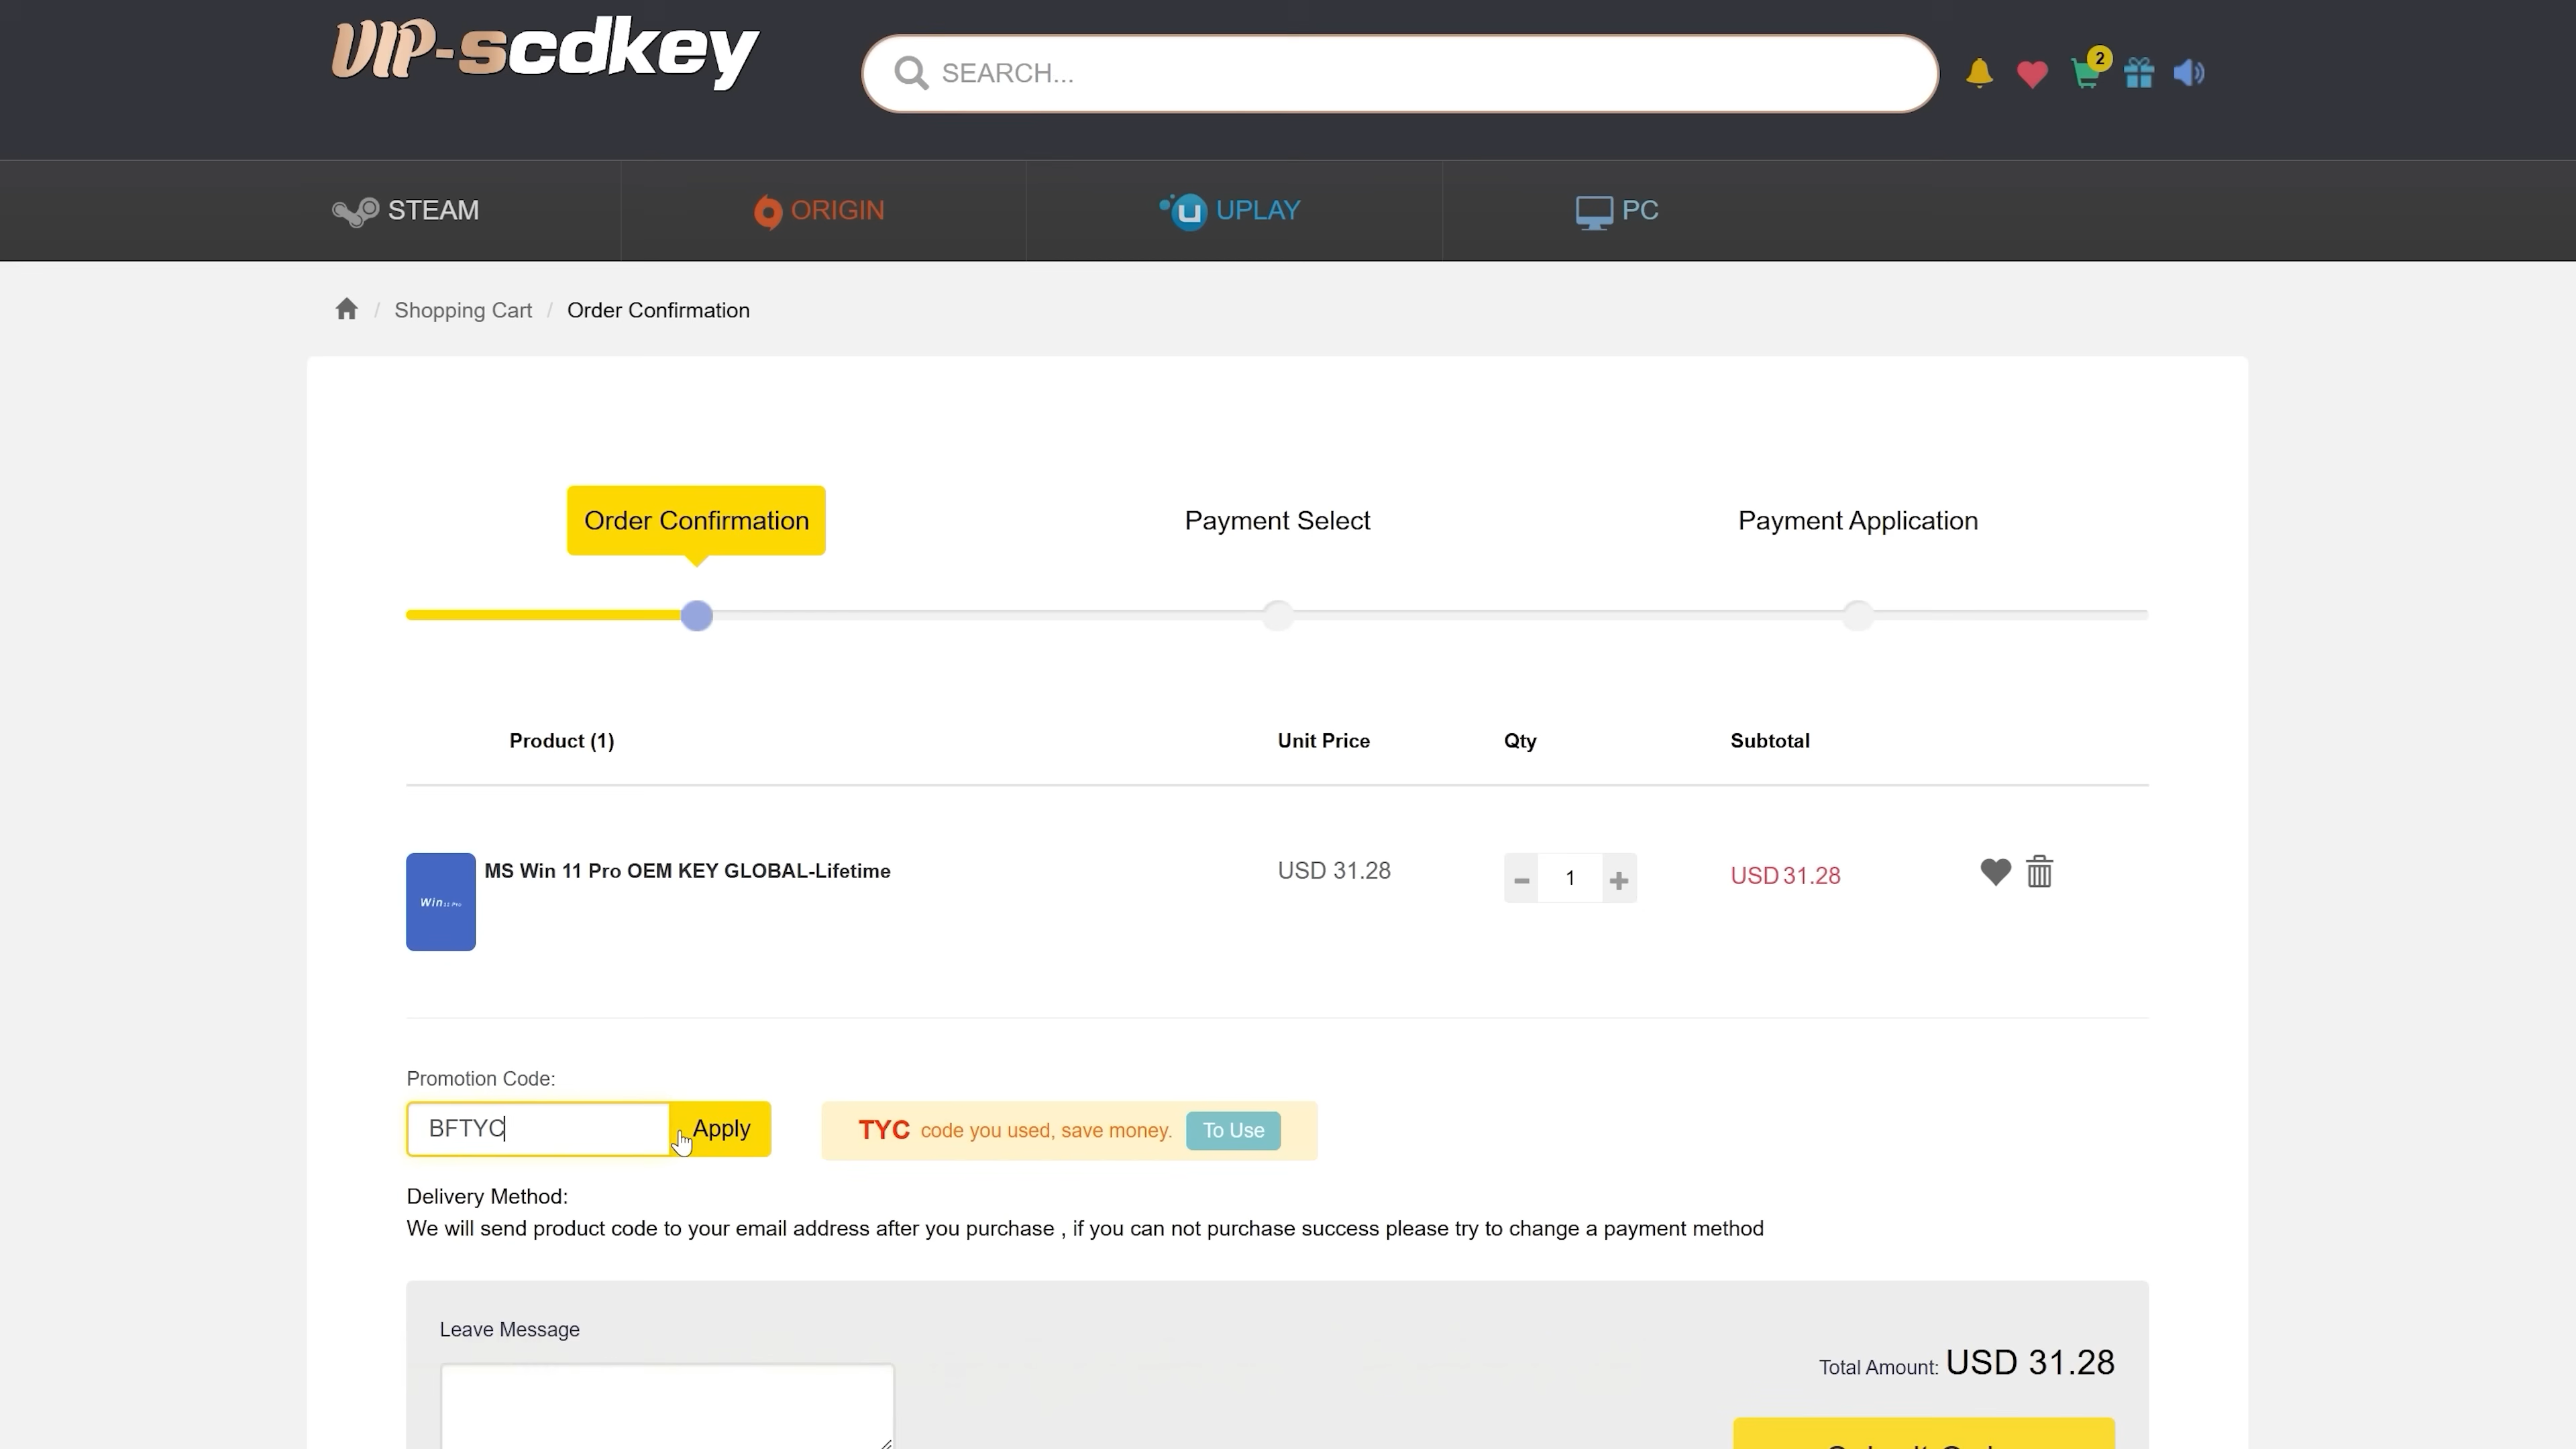 VIP-scdkey
SEARCH...
2
STEAM
ORIGIN
UPLAY
PC
Shopping Cart / Order Confirmation
Order Confirmation
Payment Select
Payment Application
Product (1)
Unit Price
Qty
Subtotal
MS Win 11 Pro OEM KEY GLOBAL-Lifetime
USD 31.28
1
USD 31.28
Win 11 Pro
Promotion Code:
BFTYC
Apply
TYC code you used, save money.
To Use
Delivery Method:
We will send product code to your email address after you purchase , if you can not purchase success please try to change a payment method
Leave Message
Total Amount: USD 31.28